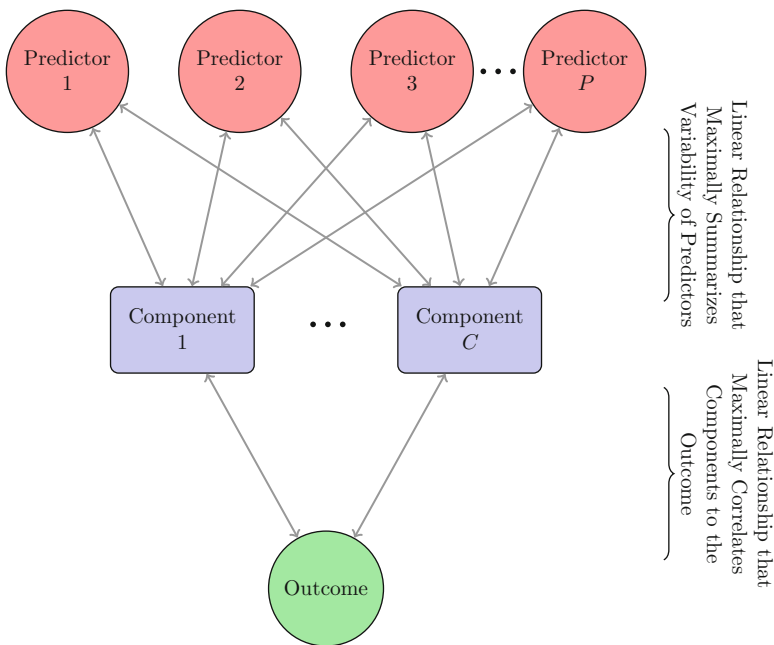 Predictor
1
Predictor
2
Predictor
3
...
Predictor
P
Linear Relationship that
Maximally Summarizes
Variability of Predictors
Component
1
...
Component
C
Linear Relationship that
Maximally Correlates
Components to the
Outcome
Outcome